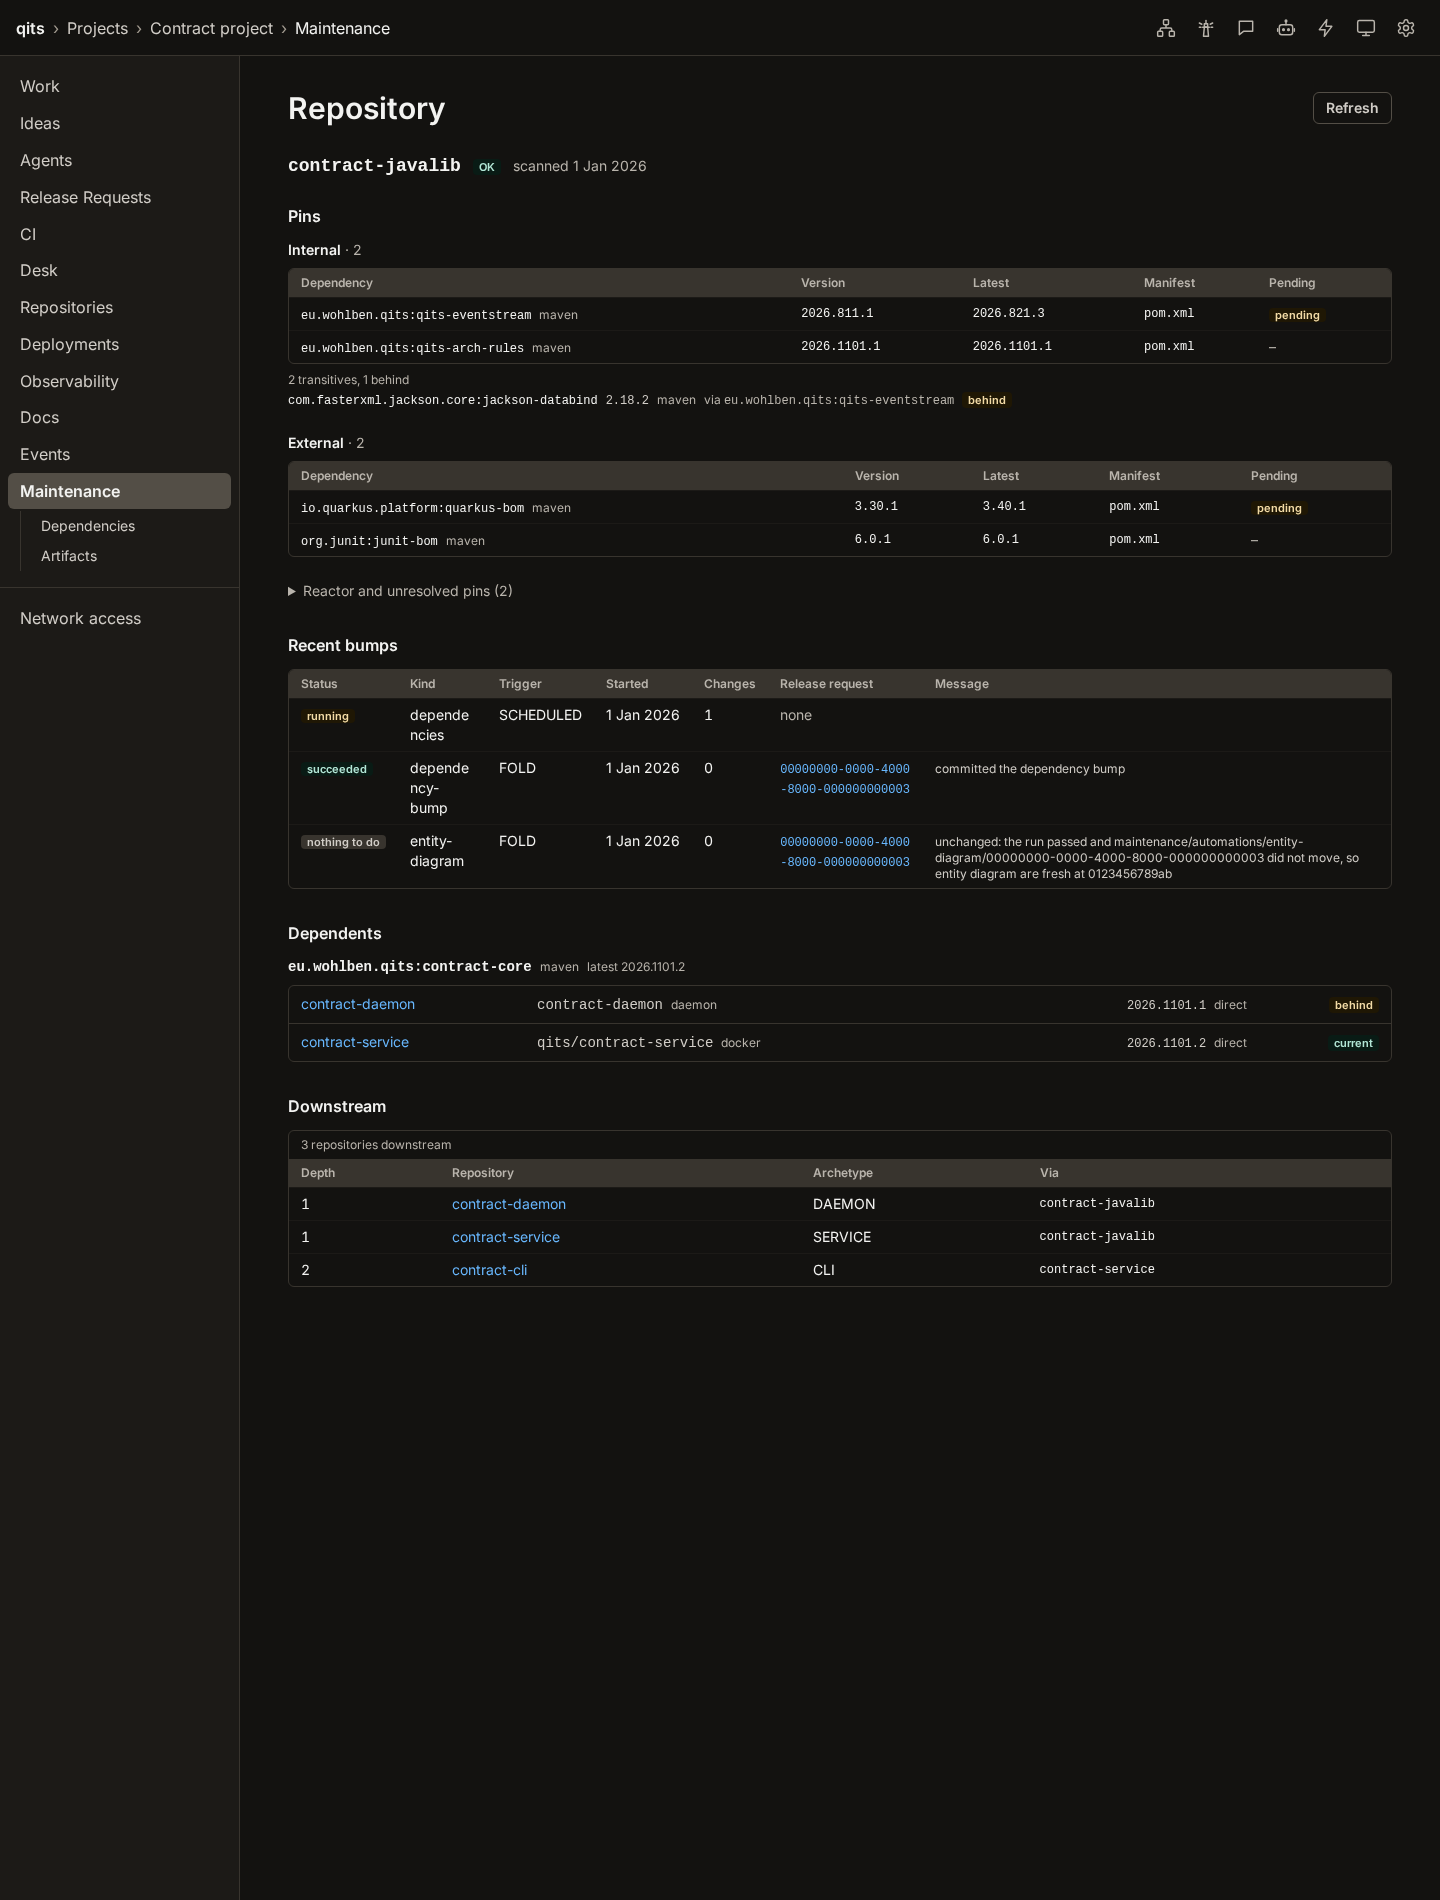 qits › Projects › Contract project › Maintenance
Work
Ideas
Agents
Release Requests
CI
Desk
Repositories
Deployments
Observability
Docs
Events
Maintenance
Dependencies
Artifacts
Network access
Repository
Refresh
contract-javalib OK scanned 1 Jan 2026
Pins
Internal · 2
Dependency Version Latest Manifest Pending
eu.wohlben.qits:qits-eventstream maven 2026.811.1 2026.821.3 pom.xml pending
eu.wohlben.qits:qits-arch-rules maven 2026.1101.1 2026.1101.1 pom.xml –
2 transitives, 1 behind
com.fasterxml.jackson.core:jackson-databind 2.18.2 maven via eu.wohlben.qits:qits-eventstream behind
External · 2
Dependency Version Latest Manifest Pending
io.quarkus.platform:quarkus-bom maven 3.30.1 3.40.1 pom.xml pending
org.junit:junit-bom maven 6.0.1 6.0.1 pom.xml –
Reactor and unresolved pins (2)
Recent bumps
Status Kind Trigger Started Changes Release request Message
running depende SCHEDULED 1 Jan 2026 1 none
ncies
succeeded depende FOLD 1 Jan 2026 0 00000000-0000-4000 committed the dependency bump
ncy- -8000-000000000003
bump
nothing to do entity- FOLD 1 Jan 2026 0 00000000-0000-4000 unchanged: the run passed and maintenance/automations/entity-
diagram -8000-000000000003 diagram/00000000-0000-4000-8000-000000000003 did not move, so
entity diagram are fresh at 0123456789ab
Dependents
eu.wohlben.qits:contract-core maven latest 2026.1101.2
contract-daemon contract-daemon daemon 2026.1101.1 direct behind
contract-service qits/contract-service docker 2026.1101.2 direct current
Downstream
3 repositories downstream
Depth Repository Archetype Via
1 contract-daemon DAEMON contract-javalib
1 contract-service SERVICE contract-javalib
2 contract-cli CLI contract-service